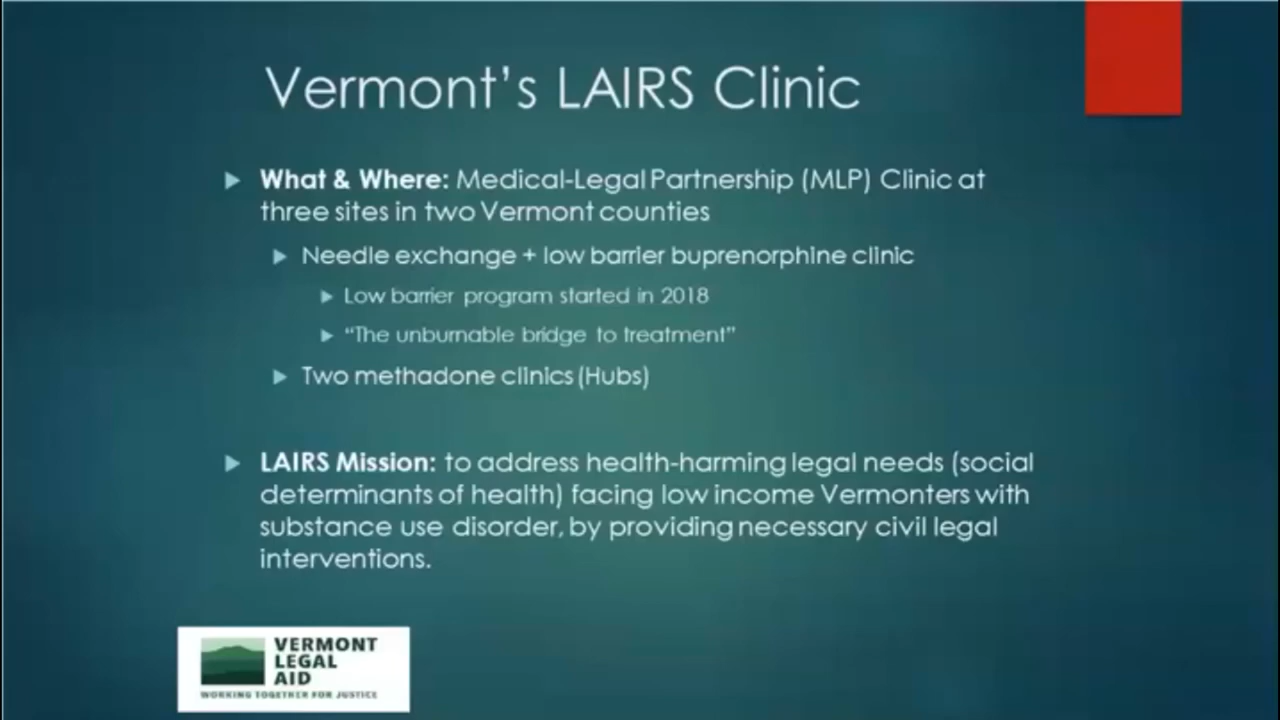 Vermont's LAIRS Clinic
What & Where: Medical-Legal Partnership (MLP) Clinic at
three sites in two Vermont counties
Needle exchange + low barrier buprenorphine clinic
Low barrier program started in 2018
“The unburnable bridge to treatment”
Two methadone clinics (Hubs)
LAIRS Mission: to address health-harming legal needs (social
determinants of health) facing low income Vermonters with
substance use disorder, by providing necessary civil legal
interventions.
VERMONT
LEGAL
AID
WORKING TOGETHER FOR JUSTICE